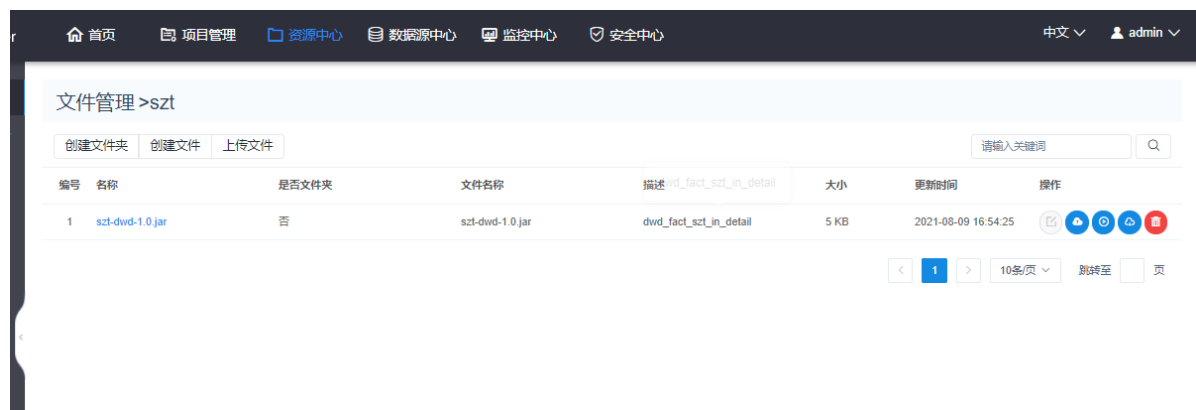 r 首页 项目管理 资源中心 数据源中心 监控中心 安全中心 中文 admin
文件管理 >szt
创建文件夹 创建文件 上传文件 请输入关键词
编号 名称 是否文件夹 文件名称 描述 dwd_fact_szt_in_detail 大小 更新时间 操作
1 szt-dwd-1.0.jar 否 szt-dwd-1.0.jar dwd_fact_szt_in_detail 5 KB 2021-08-09 16:54:25
< 1 > 10条/页 跳转至 页